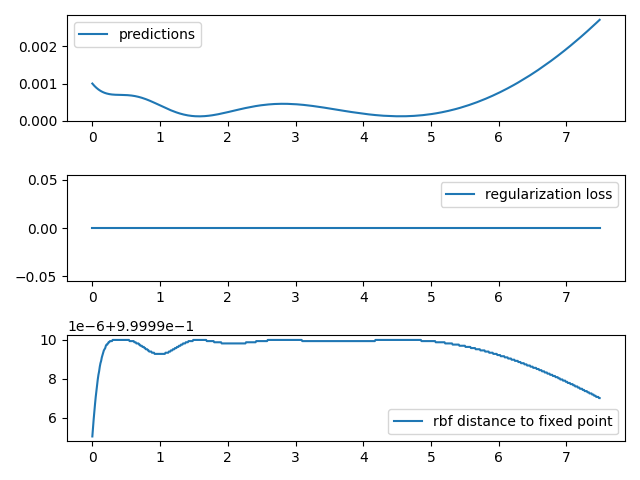 predictions
0.002
0.001
0.000
0 1 2 3 4 5 6 7
regularization loss
0.05
0.00
−0.05
0 1 2 3 4 5 6 7
1e-6+9.9999e-1
10
8
6
rbf distance to fixed point
0 1 2 3 4 5 6 7